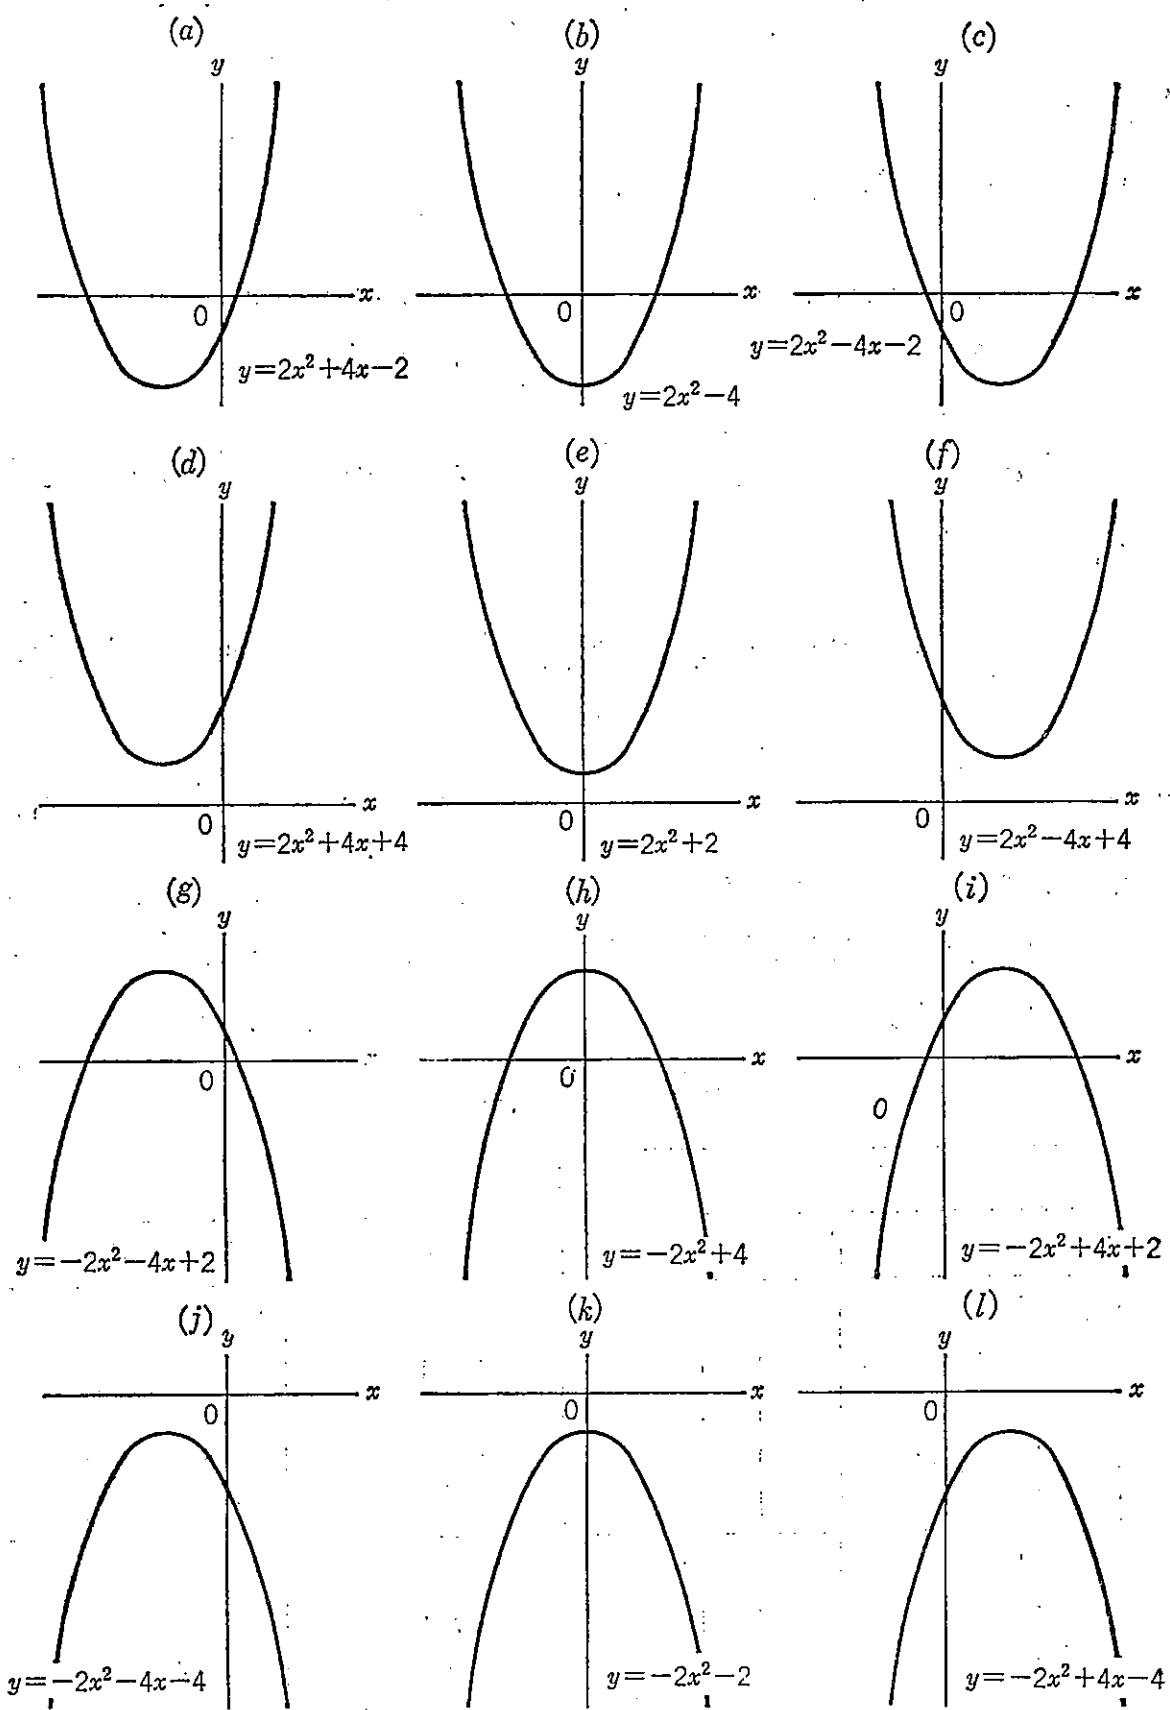 (a) (b) (c)
y y y
x x x
0 0 0
y=2x²+4x−2 y=2x²−4 y=2x²−4x−2
(d) (e) (f)
y y y
x x x
0 0 0
y=2x²+4x+4 y=2x²+2 y=2x²−4x+4
(g) (h) (i)
y y y
x x
0 0 0
y=−2x²−4x+2 y=−2x²+4 y=−2x²+4x+2
(j) (k) (l)
y y y
x x x
0 0 0
y=−2x²−4x−4 y=−2x²−2 y=−2x²+4x−4